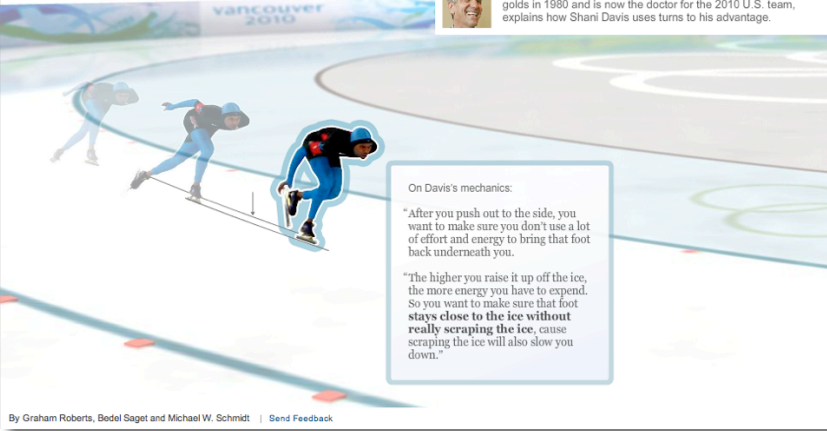 vancouver
2010
golds in 1980 and is now the doctor for the 2010 U.S. team,
explains how Shani Davis uses turns to his advantage.
On Davis's mechanics:
“After you push out to the side, you
want to make sure you don't use a lot
of effort and energy to bring that foot
back underneath you.
“The higher you raise it up off the ice,
the more energy you have to expend.
So you want to make sure that foot
stays close to the ice without
really scraping the ice, cause
scraping the ice will also slow you
down.”
By Graham Roberts, Bedel Saget and Michael W. Schmidt | Send Feedback